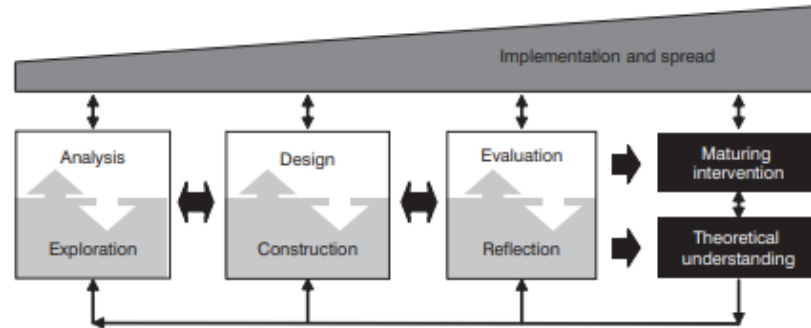 Implementation and spread
Analysis
Exploration
Design
Construction
Evaluation
Reflection
Maturing
intervention
Theoretical
understanding